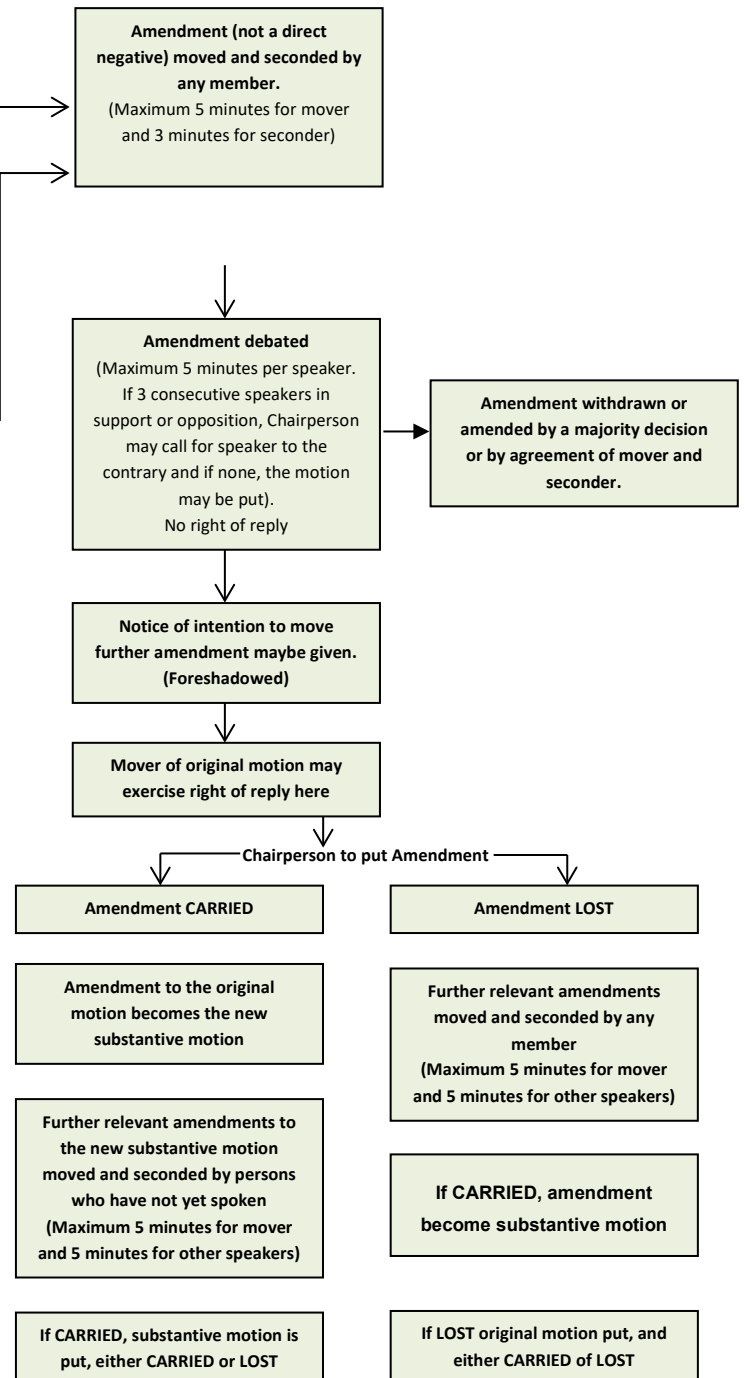 Amendment (not a direct
negative) moved and seconded by
any member.
(Maximum 5 minutes for mover
and 3 minutes for seconder)
Amendment debated
(Maximum 5 minutes per speaker.
If 3 consecutive speakers in
support or opposition, Chairperson
may call for speaker to the
contrary and if none, the motion
may be put).
No right of reply
Amendment withdrawn or
amended by a majority decision
or by agreement of mover and
seconder.
Notice of intention to move
further amendment maybe given.
(Foreshadowed)
Mover of original motion may
exercise right of reply here
Chairperson to put Amendment
Amendment CARRIED
Amendment to the original
motion becomes the new
substantive motion
Further relevant amendments to
the new substantive motion
moved and seconded by persons
who have not yet spoken
(Maximum 5 minutes for mover
and 5 minutes for other speakers)
If CARRIED, substantive motion is
put, either CARRIED or LOST
Amendment LOST
Further relevant amendments
moved and seconded by any
member
(Maximum 5 minutes for mover
and 5 minutes for other speakers)
If CARRIED, amendment
become substantive motion
If LOST original motion put, and
either CARRIED of LOST